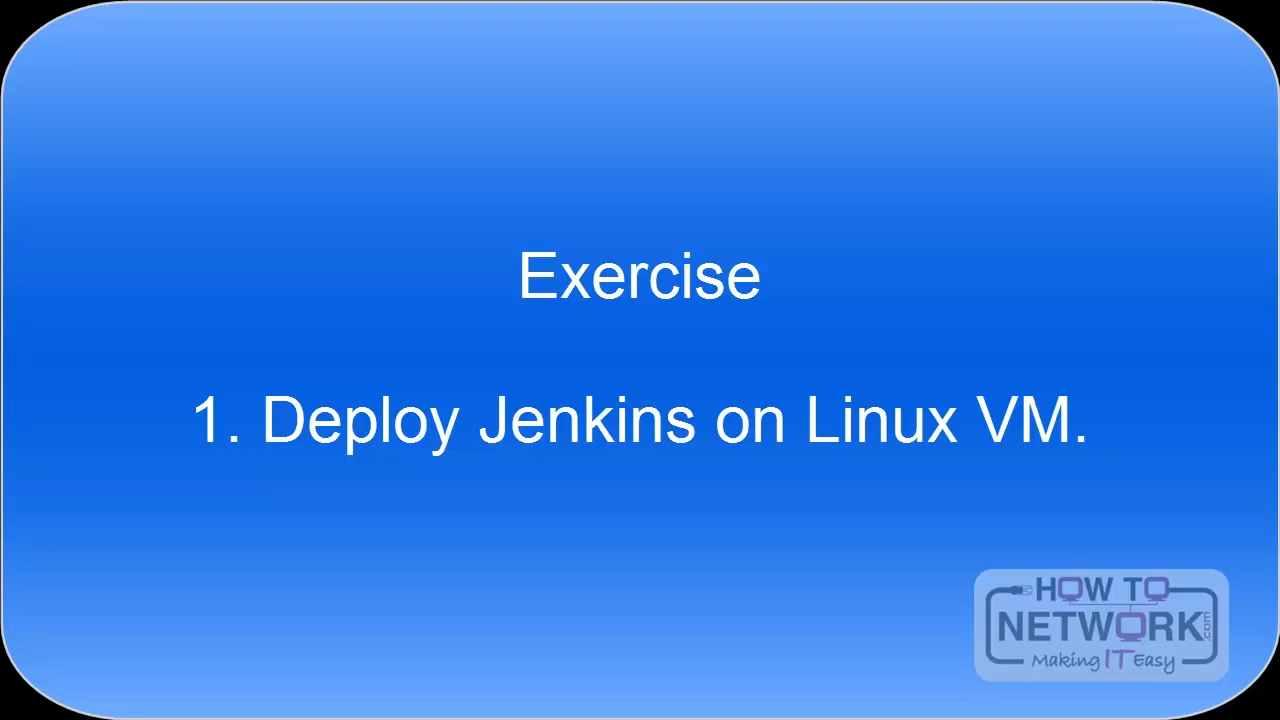 Exercise
1. Deploy Jenkins on Linux VM.
HOW TO
NETWORK.com
Making IT Easy